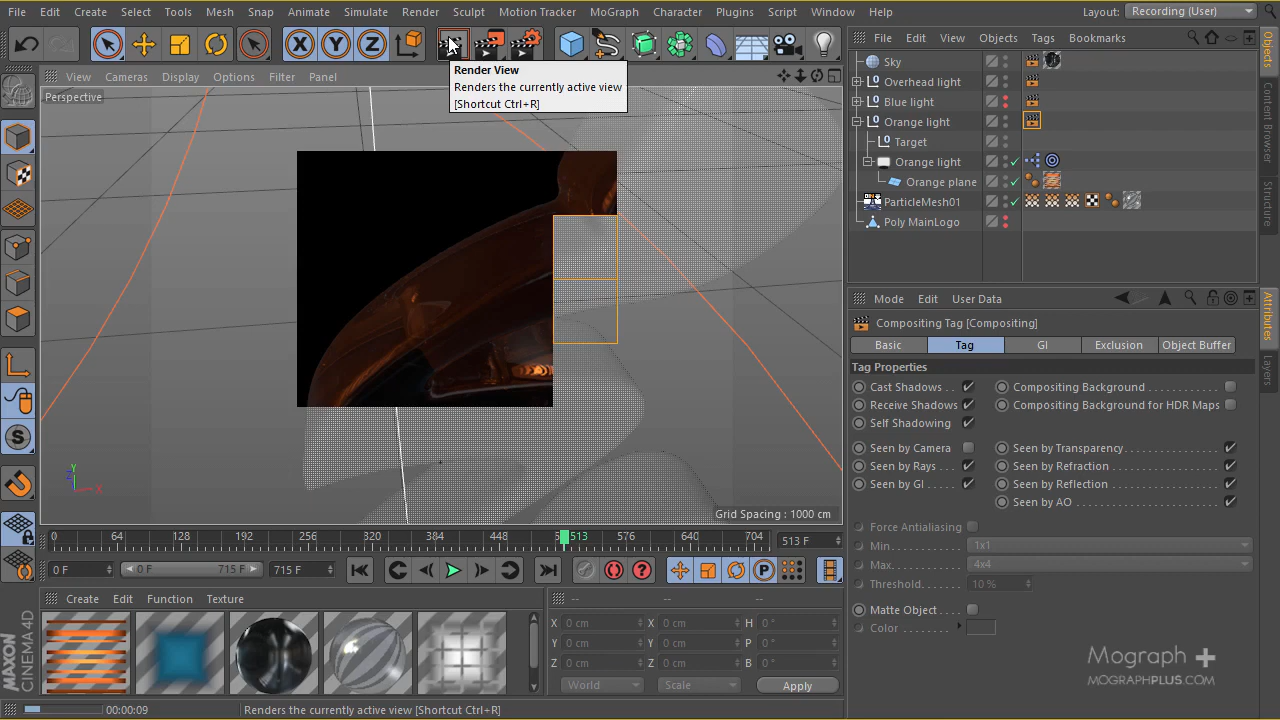 File Edit Create Select Tools Mesh Snap Animate Simulate Render Sculpt Motion Tracker MoGraph Character Plugins Script Window Help Layout: Recording (User)
X Y Z
File Edit View Objects Tags Bookmarks
Render View
Renders the currently active view
[Shortcut Ctrl+R]
View Cameras Display Options Filter Panel
Perspective
Sky
Overhead light
Blue light
Orange light
Target
Orange light
Orange plane
ParticleMesh01
Poly MainLogo
Objects
Content Browser
Structure
Attributes
Layers
Mode Edit User Data
Compositing Tag [Compositing]
Basic Tag GI Exclusion Object Buffer
Tag Properties
Cast Shadows Compositing Background
Receive Shadows Compositing Background for HDR Maps
Self Shadowing
Seen by Camera Seen by Transparency
Seen by Rays Seen by Refraction
Seen by GI Seen by Reflection
Seen by AO
Force Antialiasing
Min. 1x1
Max. 4x4
Threshold 10 %
Matte Object
Color
Y
Z
X
Grid Spacing : 1000 cm
0 64 128 192 256 320 384 448 513 576 640 704 513 F
0 F 0 F 715 F 715 F
P
S
Create Edit Function Texture
-- -- --
X 0 cm X 0 cm H 0 °
Y 0 cm Y 0 cm P 0 °
Z 0 cm Z 0 cm B 0 °
World Scale Apply
MAXON
CINEMA 4D
Mograph +
MOGRAPHPLUS.COM
00:00:09 Renders the currently active view [Shortcut Ctrl+R]